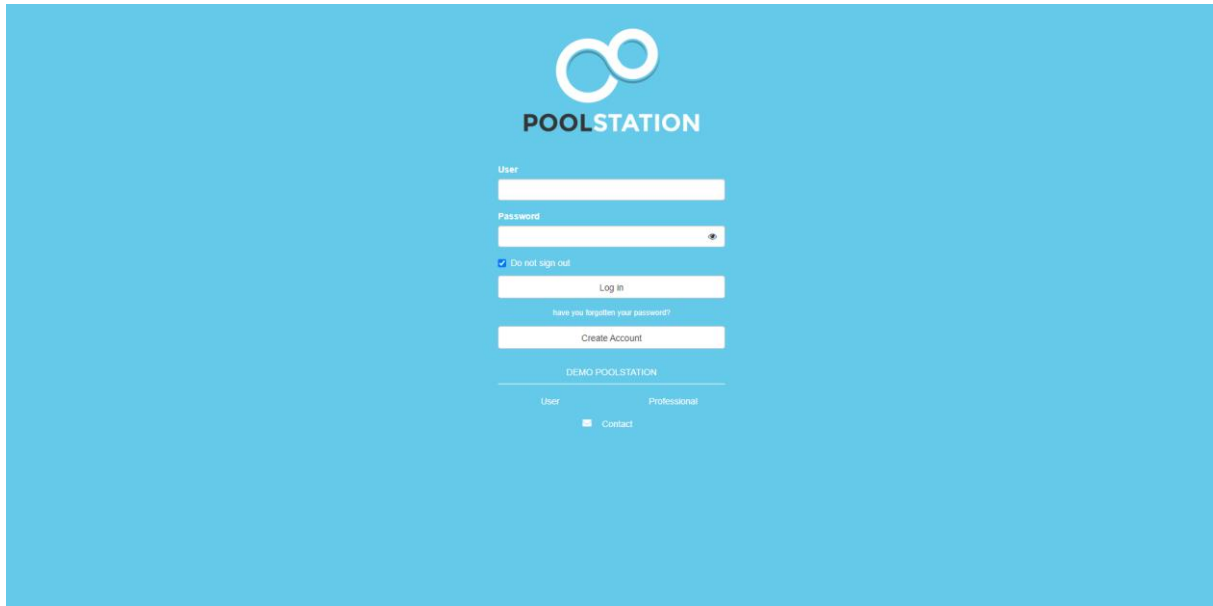 POOLSTATION
User
Password
Do not sign out
Log in
have you forgotten your password?
Create Account
DEMO POOLSTATION
User Professional
Contact